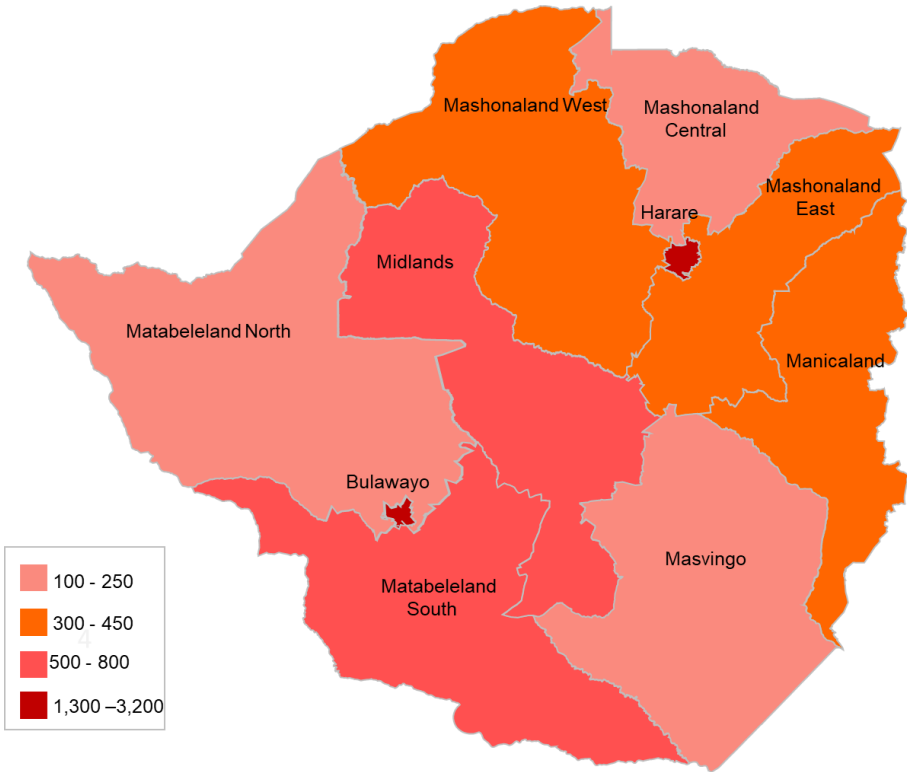 Mashonaland West
Mashonaland
Central
Mashonaland
East
Harare
Midlands
Matabeleland North
Manicaland
Bulawayo
Masvingo
Matabeleland
South
100 - 250
300 - 450
4
500 - 800
1,300 –3,200